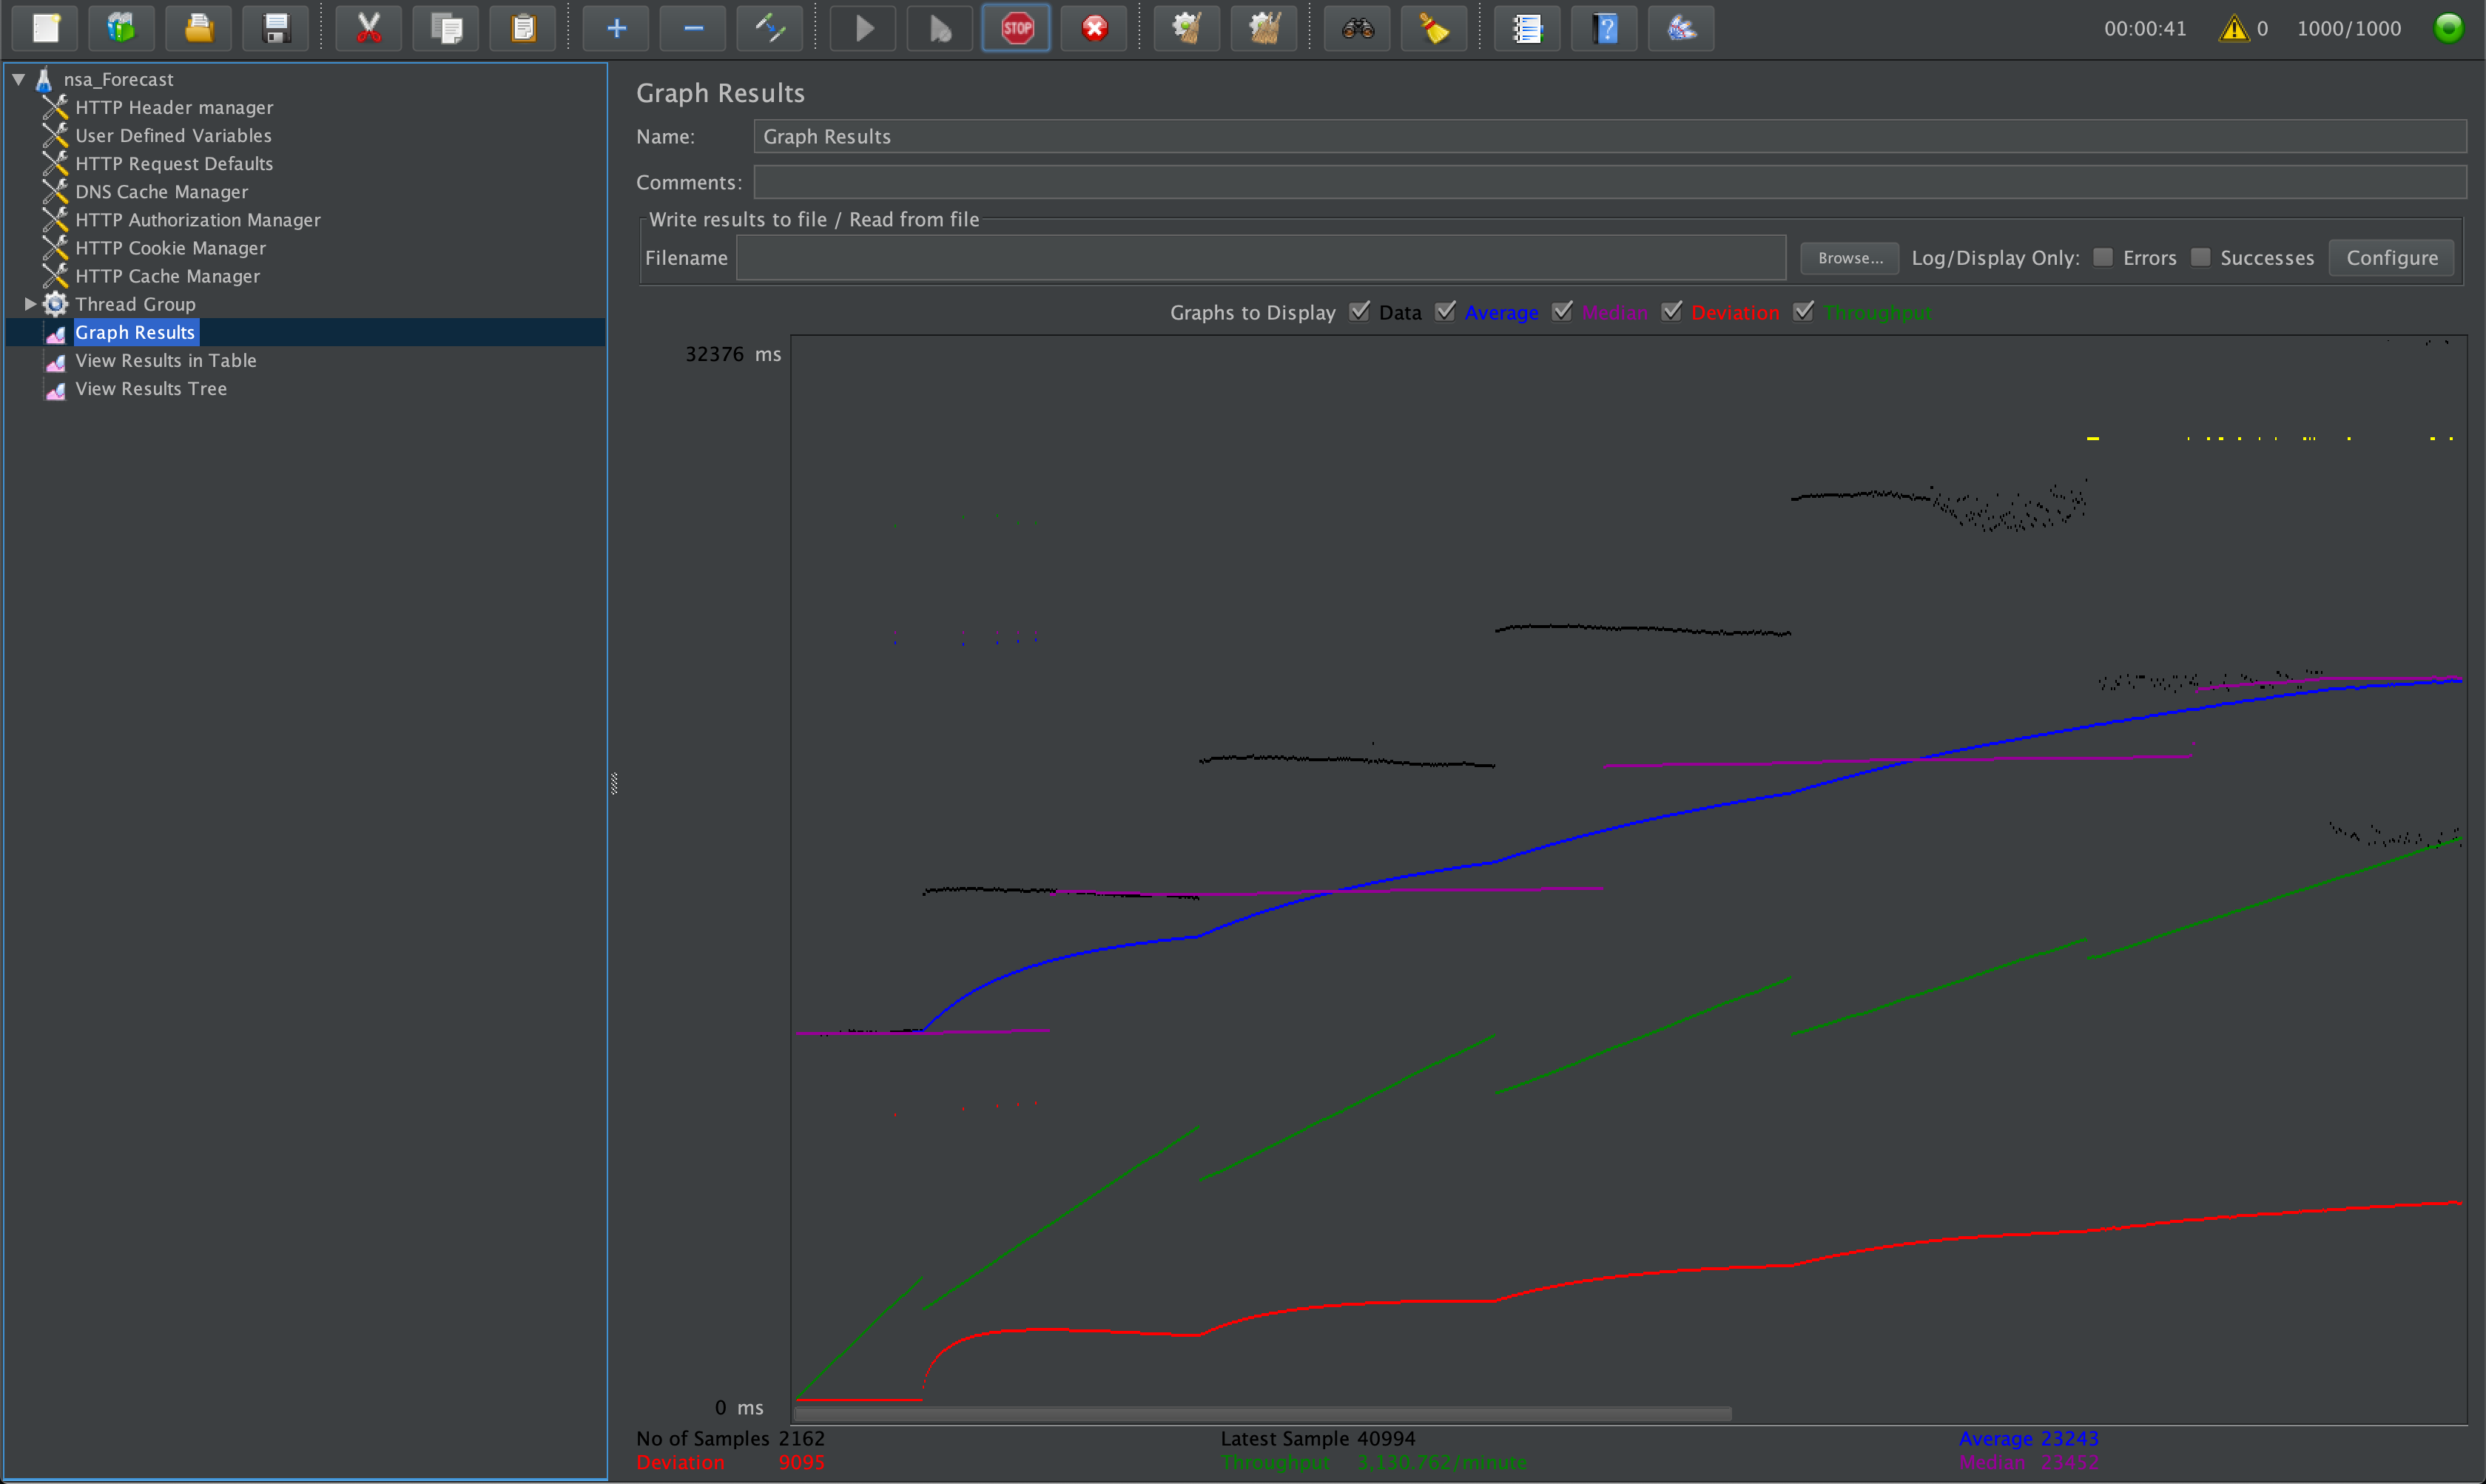 STOP
00:00:41
0
1000/1000
nsa_Forecast
HTTP Header manager
User Defined Variables
HTTP Request Defaults
DNS Cache Manager
HTTP Authorization Manager
HTTP Cookie Manager
HTTP Cache Manager
Thread Group
Graph Results
View Results in Table
View Results Tree
Graph Results
Name: Graph Results
Comments:
Write results to file / Read from file
Filename Browse... Log/Display Only: Errors Successes Configure
Graphs to Display Data Average Median Deviation Throughput
32376 ms
0 ms
No of Samples 2162 Latest Sample 40994 Average 23243
Deviation 9095 Throughput 3,130.762/minute Median 23452